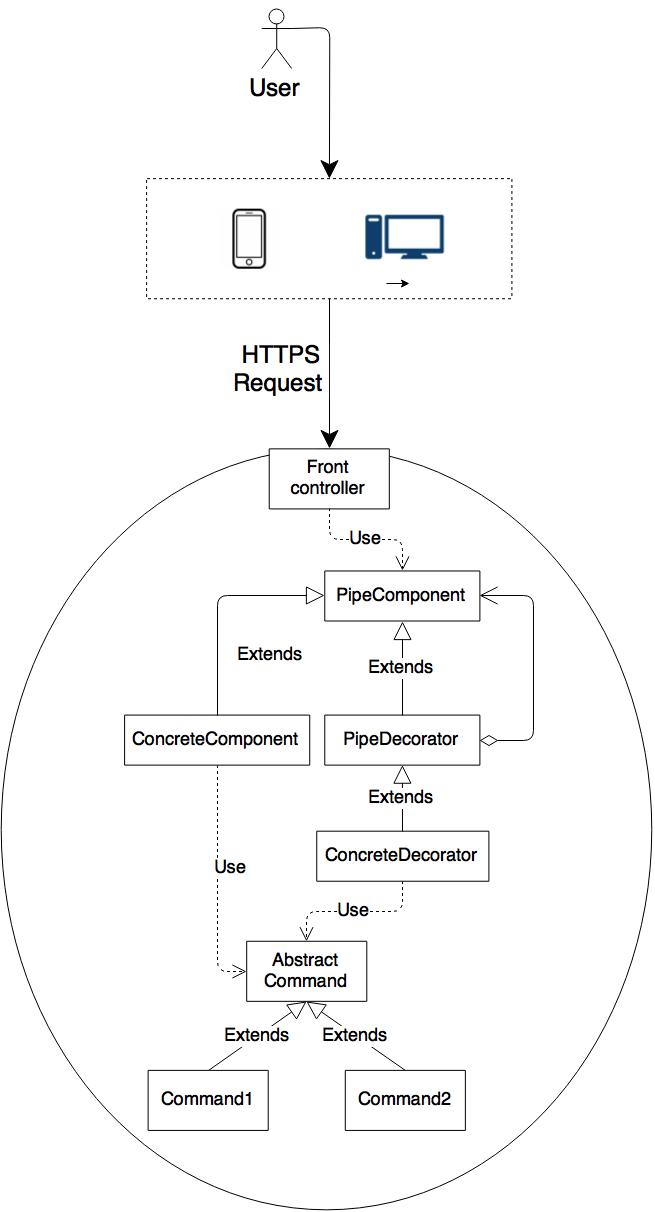 User
HTTPS
Request
Front
controller
Use
PipeComponent
Extends
Extends
ConcreteComponent
PipeDecorator
Extends
ConcreteDecorator
Use
Use
Abstract
Command
Extends
Extends
Command1
Command2